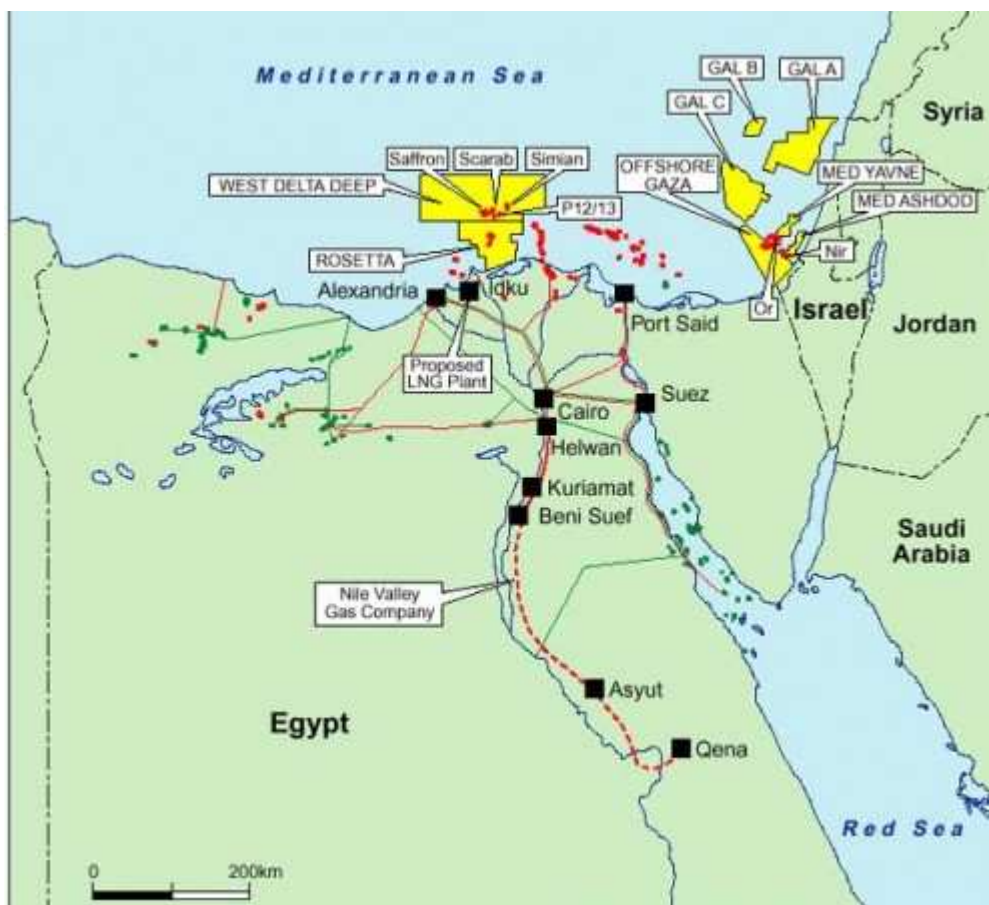 Mediterranean Sea
GAL B
GAL A
GAL C
Syria
Saffron
Scarab
Simian
OFFSHORE
GAZA
MED YAVNE
WEST DELTA DEEP
MED ASHDOD
P12/13
ROSETTA
Nir
Alexandria
Idku
Or
Israel
Port Said
Jordan
Proposed
LNG Plant
Cairo
Suez
Helwan
Kuriamat
Beni Suef
Saudi
Arabia
Nile Valley
Gas Company
Asyut
Egypt
Qena
Red Sea
0
200km